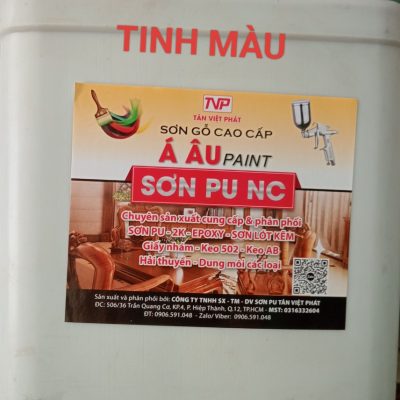 TINH MÀU
TVP
TÂN VIỆT PHÁT
SƠN GỖ CAO CẤP
Á ÂU PAINT
SƠN PU NC
Chuyên sản xuất cung cấp & phân phối
SƠN PU - 2K - EPOXY - SƠN LÓT KẼM
Giấy nhám - Keo 502 - Keo AB
Hải thuyền - Dung môi các loại
Sản xuất và phân phối bởi: CÔNG TY TNHH SX - TM - DV SƠN PU TÂN VIỆT PHÁT
ĐC: 506/36 Trần Quang Cơ, KP.4, P. Hiệp Thành, Q.12, TP.HCM - MST: 0316332604
ĐT: 0906.591.048 - Zalo/ Viber: 0906.591.048